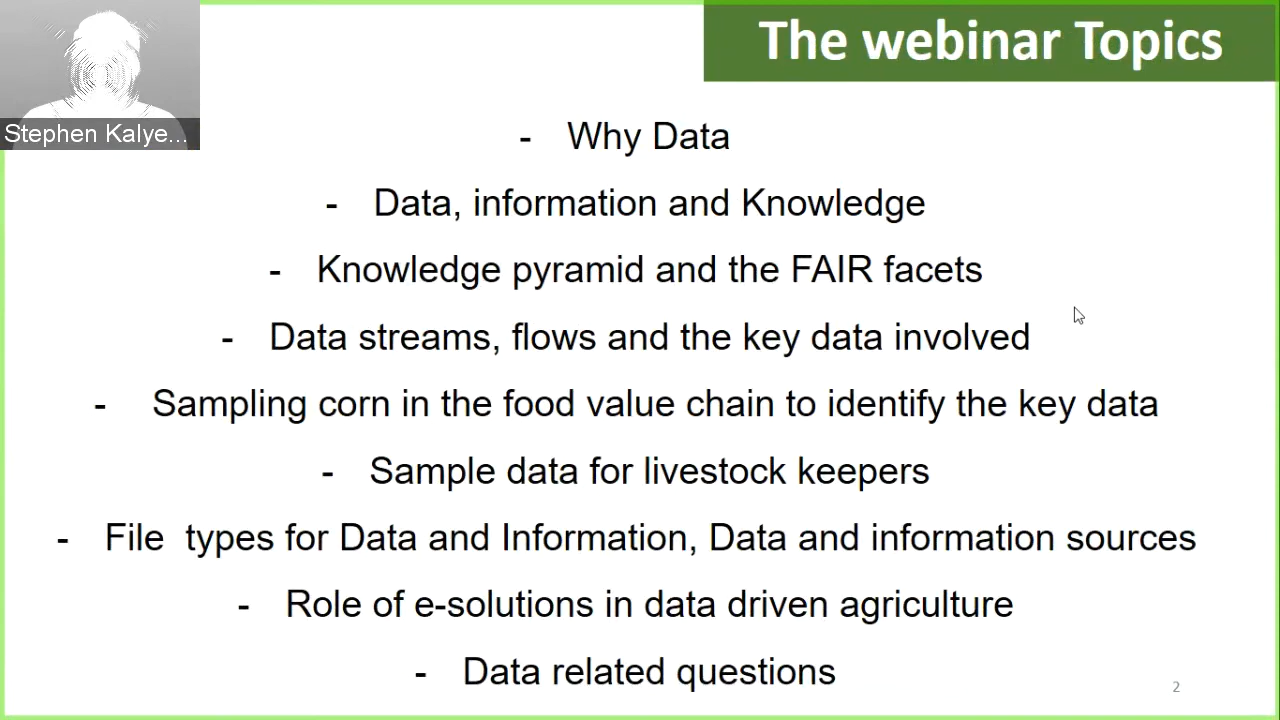 The webinar Topics
Stephen Kalye...
- Why Data
- Data, information and Knowledge
- Knowledge pyramid and the FAIR facets
- Data streams, flows and the key data involved
- Sampling corn in the food value chain to identify the key data
- Sample data for livestock keepers
- File  types for Data and Information, Data and information sources
- Role of e-solutions in data driven agriculture
- Data related questions
2